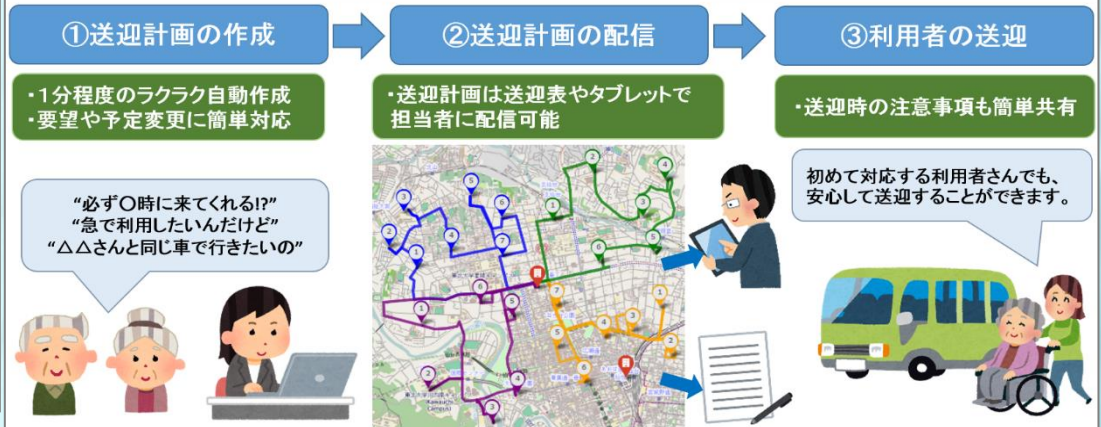 ①送迎計画の作成
②送迎計画の配信
③利用者の送迎
・1分程度のラクラク自動作成
・要望や予定変更に簡単対応
・送迎計画は送迎表やタブレットで
担当者に配信可能
・送迎時の注意事項も簡単共有
“必ず〇時に来てくれる!?”
“急で利用したいんだけど”
“△△さんと同じ車で行きたいの”
初めて対応する利用者さんでも、
安心して送迎することができます。